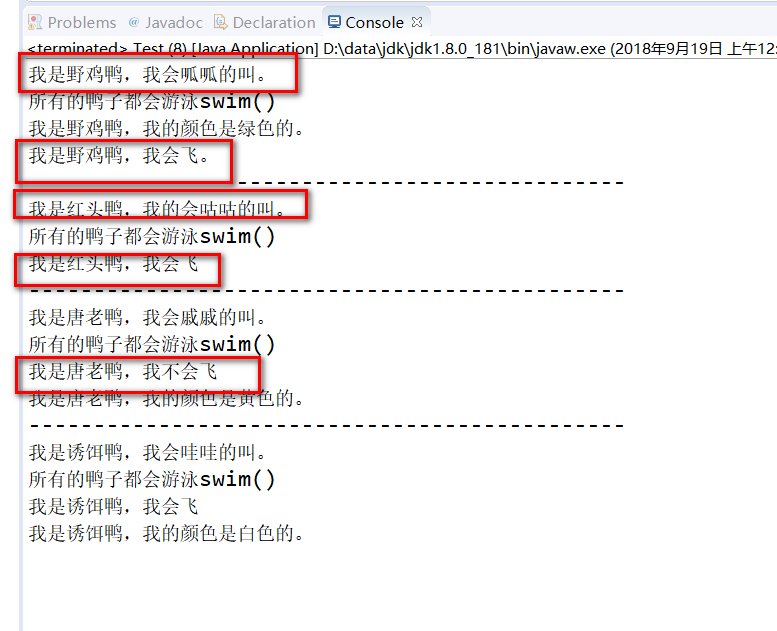 Problems @ Javadoc Declaration Console
<terminated> Test (8) [Java Application] D:\data\jdk\jdk1.8.0_181\bin\javaw.exe (2018年9月19日 上午12:
我是野鸡鸭，我会呱呱的叫。
所有的鸭子都会游泳swim()
我是野鸡鸭，我的颜色是绿色的。
我是野鸡鸭，我会飞。
----------------------------------------------
我是红头鸭，我的会咕咕的叫。
所有的鸭子都会游泳swim()
我是红头鸭，我会飞
----------------------------------------------
我是唐老鸭，我会戚戚的叫。
所有的鸭子都会游泳swim()
我是唐老鸭，我不会飞
我是唐老鸭，我的颜色是黄色的。
----------------------------------------------
我是诱饵鸭，我会哇哇的叫。
所有的鸭子都会游泳swim()
我是诱饵鸭，我会飞
我是诱饵鸭，我的颜色是白色的。